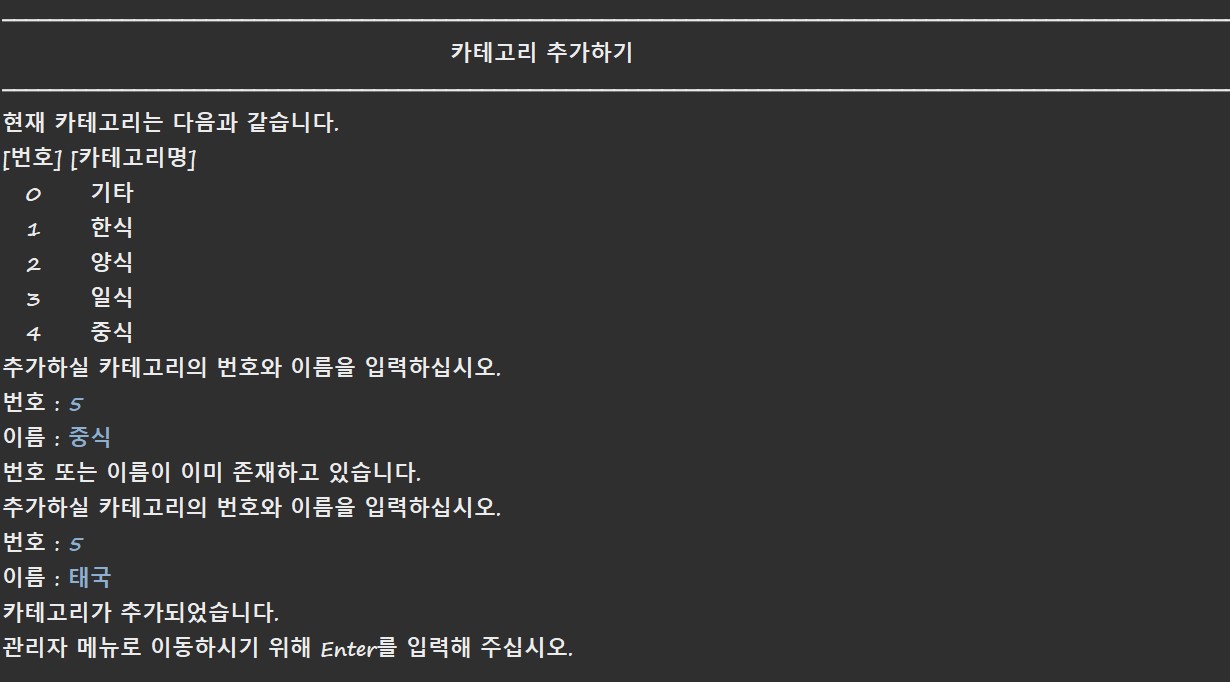 카테고리 추가하기
현재 카테고리는 다음과 같습니다.
[번호] [카테고리명]
0 기타
1 한식
2 양식
3 일식
4 중식
추가하실 카테고리의 번호와 이름을 입력하십시오.
번호 : 5
이름 : 중식
번호 또는 이름이 이미 존재하고 있습니다.
추가하실 카테고리의 번호와 이름을 입력하십시오.
번호 : 5
이름 : 태국
카테고리가 추가되었습니다.
관리자 메뉴로 이동하시기 위해 Enter를 입력해 주십시오.